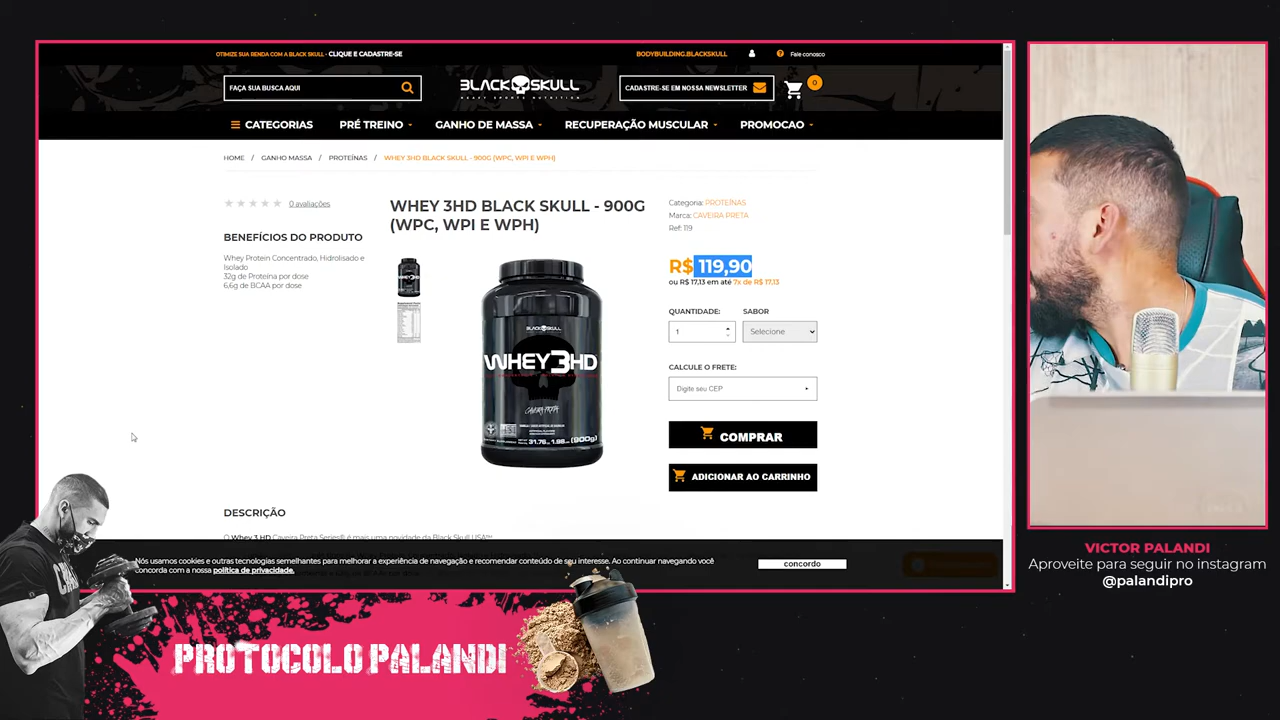 OTIMIZE SUA RENDA COM A BLACK SKULL - CLIQUE E CADASTRE-SE
BODYBUILDING.BLACKSKULL
Fale conosco
FAÇA SUA BUSCA AQUI
BLACK SKULL
HEAVY SPORTS NUTRITION
CADASTRE-SE EM NOSSA NEWSLETTER
0
CATEGORIAS
PRÉ TREINO
GANHO DE MASSA
RECUPERAÇÃO MUSCULAR
PROMOCAO
HOME / GANHO MASSA / PROTEÍNAS / WHEY 3HD BLACK SKULL - 900G (WPC, WPI E WPH)
0 avaliações
BENEFÍCIOS DO PRODUTO
Whey Protein Concentrado, Hidrolisado e
Isolado
32g de Proteína por dose
6,6g de BCAA por dose
WHEY 3HD BLACK SKULL - 900G
(WPC, WPI E WPH)
BLACK SKULL
WHEY3HD
CAVEIRA PRETA
(900g)
Categoria: PROTEÍNAS
Marca: CAVEIRA PRETA
Ref: 119
R$ 119,90
ou R$ 17,13 em até 7x de R$ 17,13
QUANTIDADE:
SABOR
1
Selecione
CALCULE O FRETE:
Digite seu CEP
COMPRAR
ADICIONAR AO CARRINHO
DESCRIÇÃO
O Whey 3 HD Caveira Preta Series® é mais uma novidade da Black Skull USA™
Nós usamos cookies e outras tecnologias semelhantes para melhorar a experiência de navegação e recomendar conteúdo de seu interesse. Ao continuar navegando você
concorda com a nossa política de privacidade.
concordo
VICTOR PALANDI
Aproveite para seguir no instagram
@palandipro
PROTOCOLO PALANDI